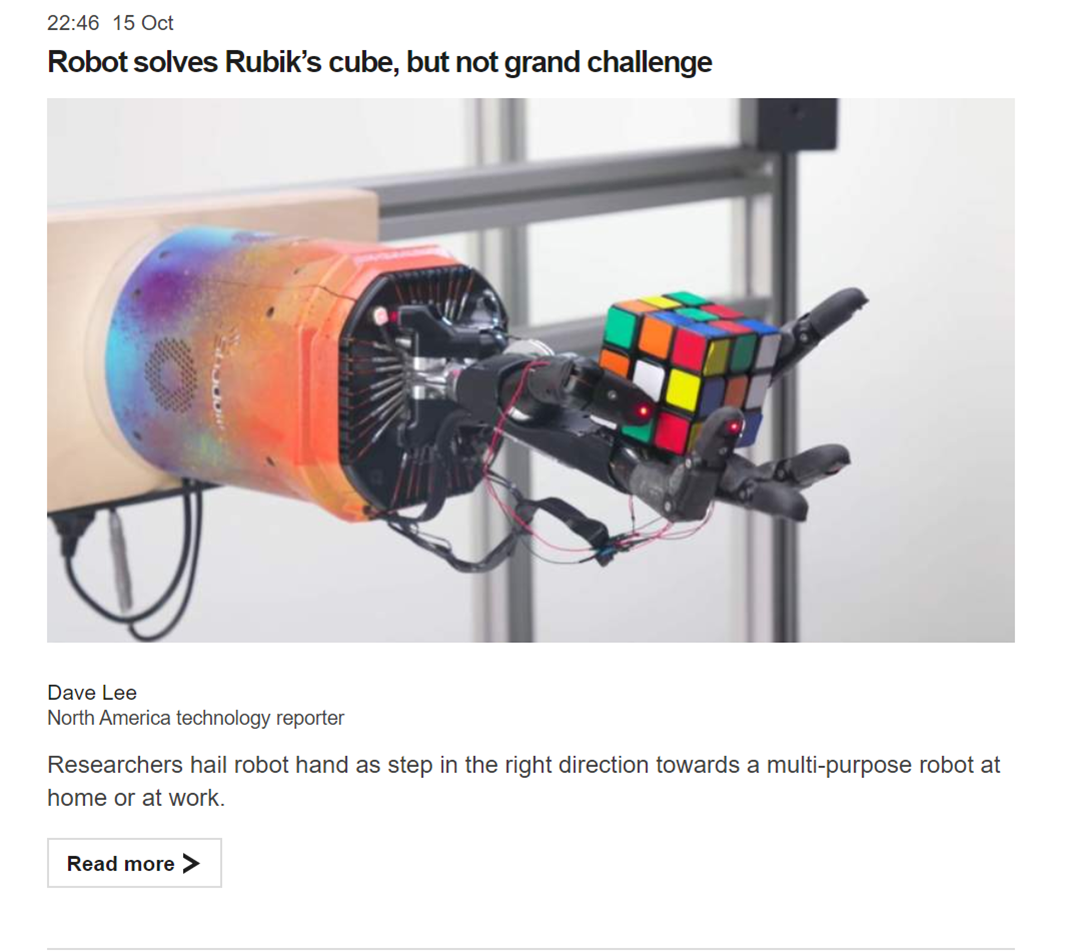 22:46 15 Oct
Robot solves Rubik’s cube, but not grand challenge
Dave Lee
North America technology reporter
Researchers hail robot hand as step in the right direction towards a multi-purpose robot at
home or at work.
Read more >